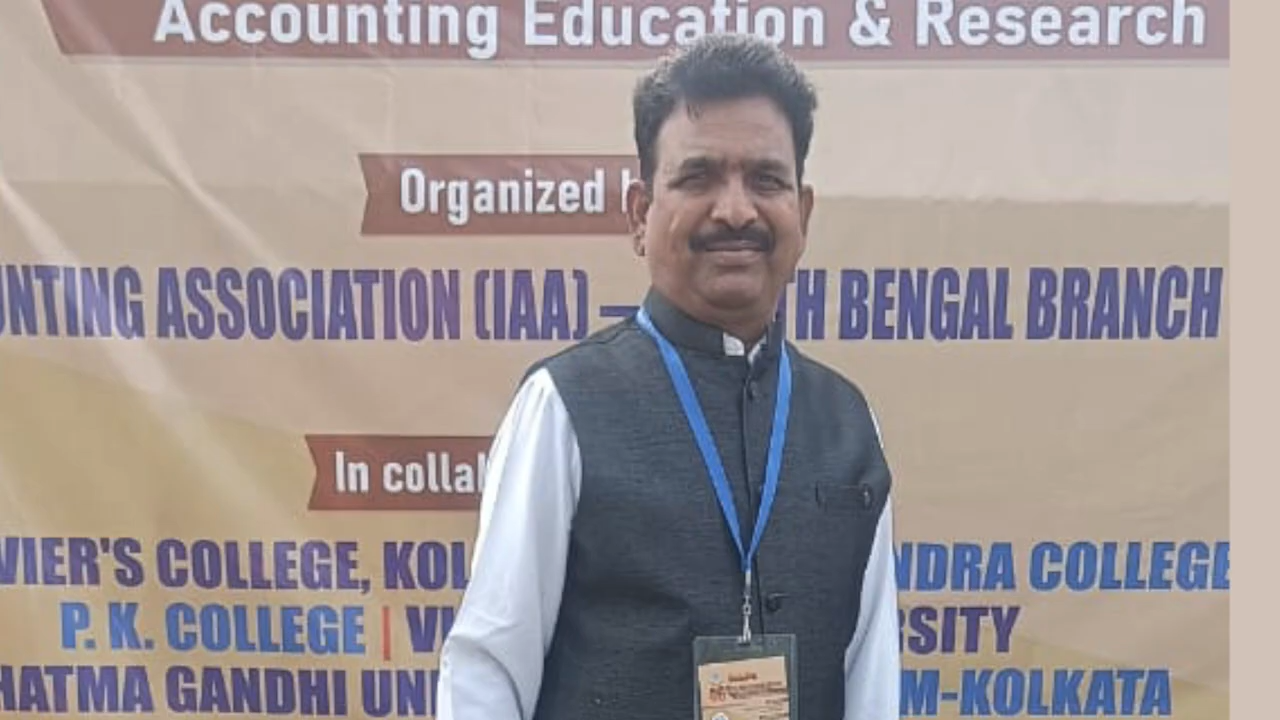 Accounting Education & Research
Organized
UNTING ASSOCIATION (IAA) — TH BENGAL BRANCH
In colla
VIER'S COLLEGE, KOL NDRA COLLEGE
P. K. COLLEGE | VI RSITY
HATMA GANDHI UNI M-KOLKATA